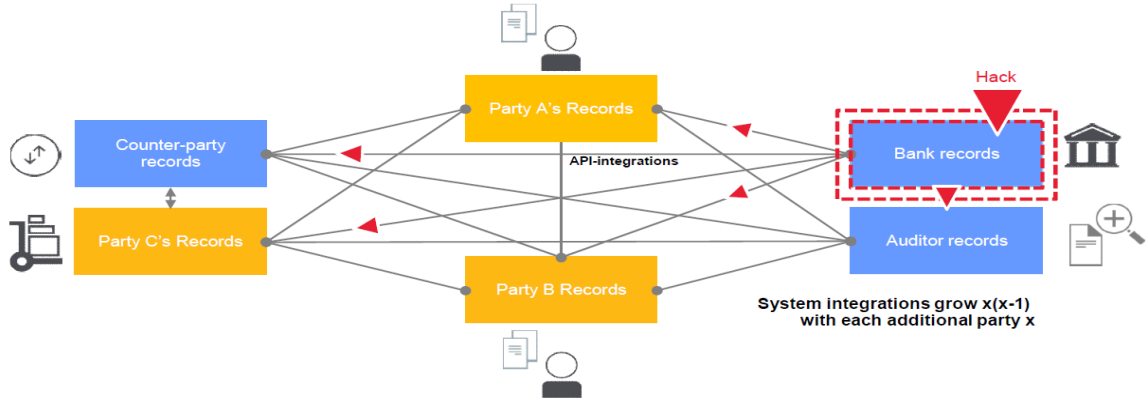 Hack
Party A's Records
Counter-party
records
API-integrations
Bank records
Party C's Records
Auditor records
Party B Records
System integrations grow x(x-1)
with each additional party x